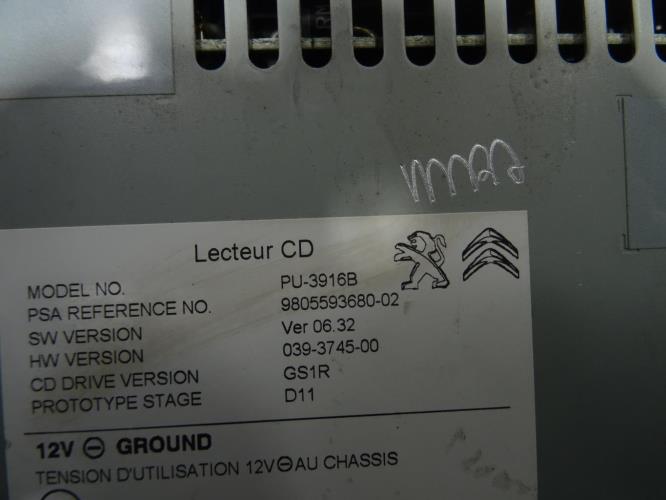 Lecteur CD
MODEL NO. PU-3916B
PSA REFERENCE NO. 9805593680-02
SW VERSION Ver 06.32
HW VERSION 039-3745-00
CD DRIVE VERSION GS1R
PROTOTYPE STAGE D11
12V ⊖ GROUND
TENSION D'UTILISATION 12V⊖AU CHASSIS